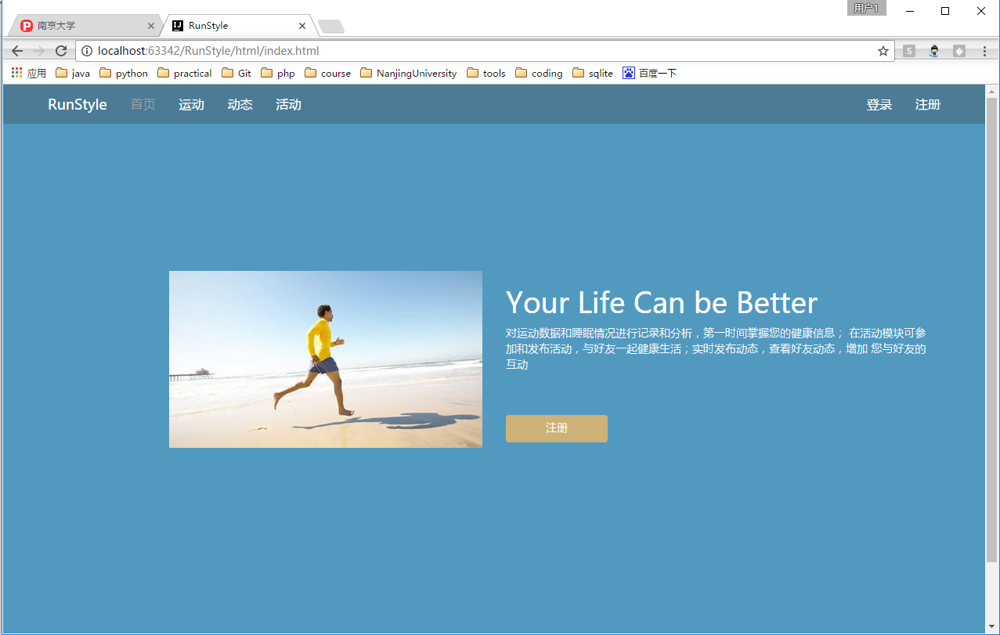 用户1
南京大学
RunStyle
localhost:63342/RunStyle/html/index.html
应用 java python practical Git php course NanjingUniversity tools coding sqlite 百度一下
RunStyle 首页 运动 动态 活动 登录 注册
Your Life Can be Better
对运动数据和睡眠情况进行记录和分析，第一时间掌握您的健康信息； 在活动模块可参
加和发布活动，与好友一起健康生活；实时发布动态，查看好友动态，增加 您与好友的
互动
注册